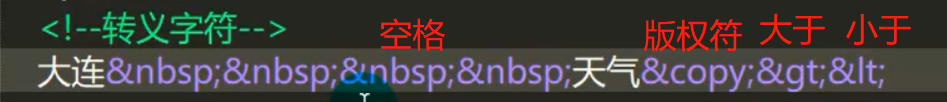 <!--转义字符-->
空格 版权符 大于 小于
大连&nbsp;&nbsp;&nbsp;&nbsp;天气&copy;&gt;&lt;